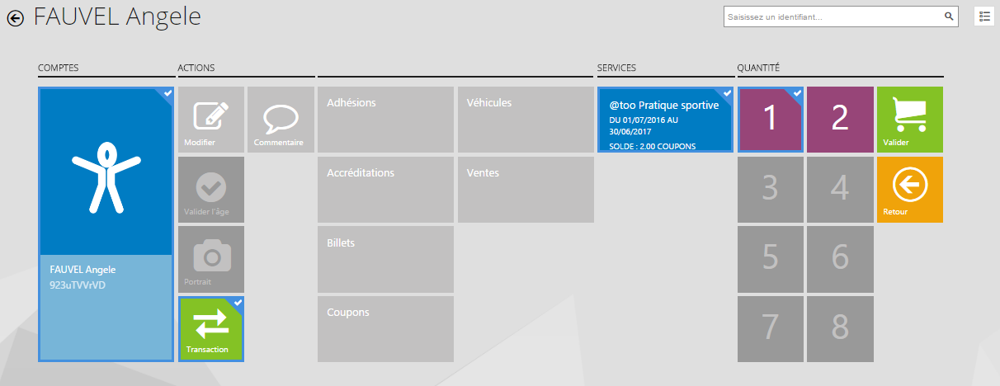 FAUVEL Angele
Saisissez un identifiant...
COMPTES
ACTIONS
SERVICES
QUANTITÉ
FAUVEL Angele
923uTVVrVD
Modifier
Commentaire
Valider l'âge
Portrait
Transaction
Adhésions
Véhicules
Accréditations
Ventes
Billets
Coupons
@too Pratique sportive
DU 01/07/2016 AU
30/06/2017
SOLDE : 2.00 COUPONS
1
2
3
4
5
6
7
8
Valider
Retour